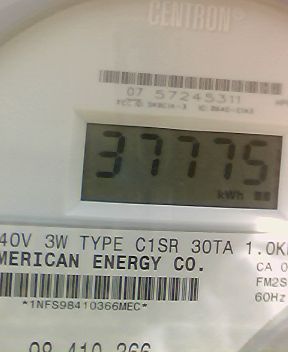 CENTRON®
07 57245311
37775
kWh
40V 3W TYPE C1SR 30TA 1.0K
MERICAN ENERGY CO.
CA 0
FM2S
*1NFS98410366MEC*
60Hz
98 410 366